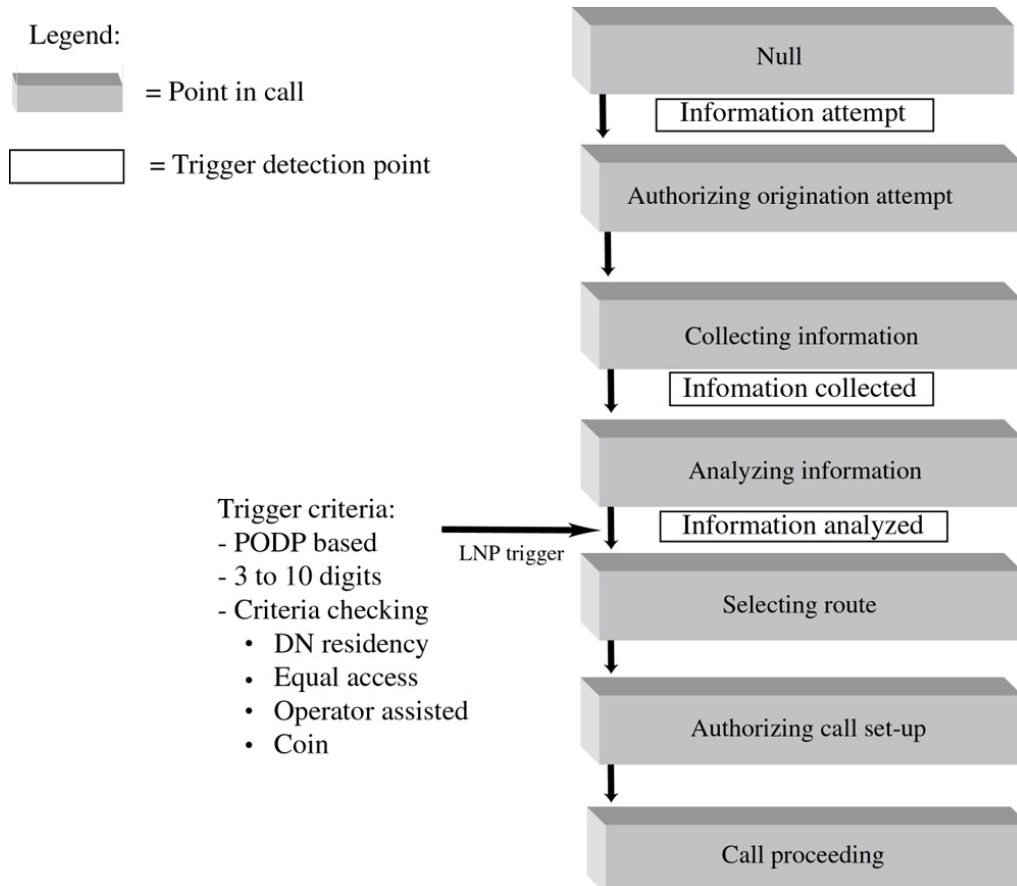 Legend:
= Point in call
= Trigger detection point
Null
Information attempt
Authorizing origination attempt
Collecting information
Infomation collected
Analyzing information
Information analyzed
Trigger criteria:
- PODP based
- 3 to 10 digits
- Criteria checking
• DN residency
• Equal access
• Operator assisted
• Coin
LNP trigger
Selecting route
Authorizing call set-up
Call proceeding